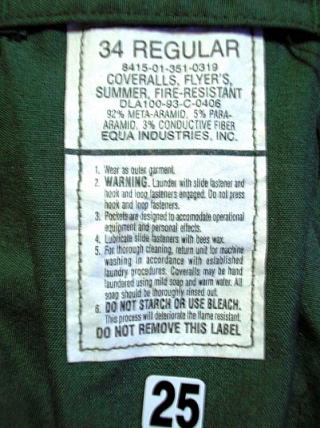 34 REGULAR
8415-01-351-0319
COVERALLS, FLYER'S,
SUMMER, FIRE-RESISTANT
DLA100-93-C-0406
92% META-ARAMID, 5% PARA-
ARAMID, 3% CONDUCTIVE FIBER
EQUA INDUSTRIES, INC.
1. Wear as outer garment.
2. WARNING. Launder with slide fastener and
hook and loop fasteners engaged. Do not press
hook and loop fasteners.
3. Pockets are designed to accomodate operational
equipment and personal effects.
4. Lubricate slide fasteners with bees wax.
5. For thorough cleaning, return unit for machine
washing in accordance with established
laundry procedures. Coveralls may be hand
laundered using mild soap and warm water. All
soap should be thoroughly rinsed out.
6. DO NOT STARCH OR USE BLEACH.
This process will deteriorate the flame resistant.
DO NOT REMOVE THIS LABEL
25